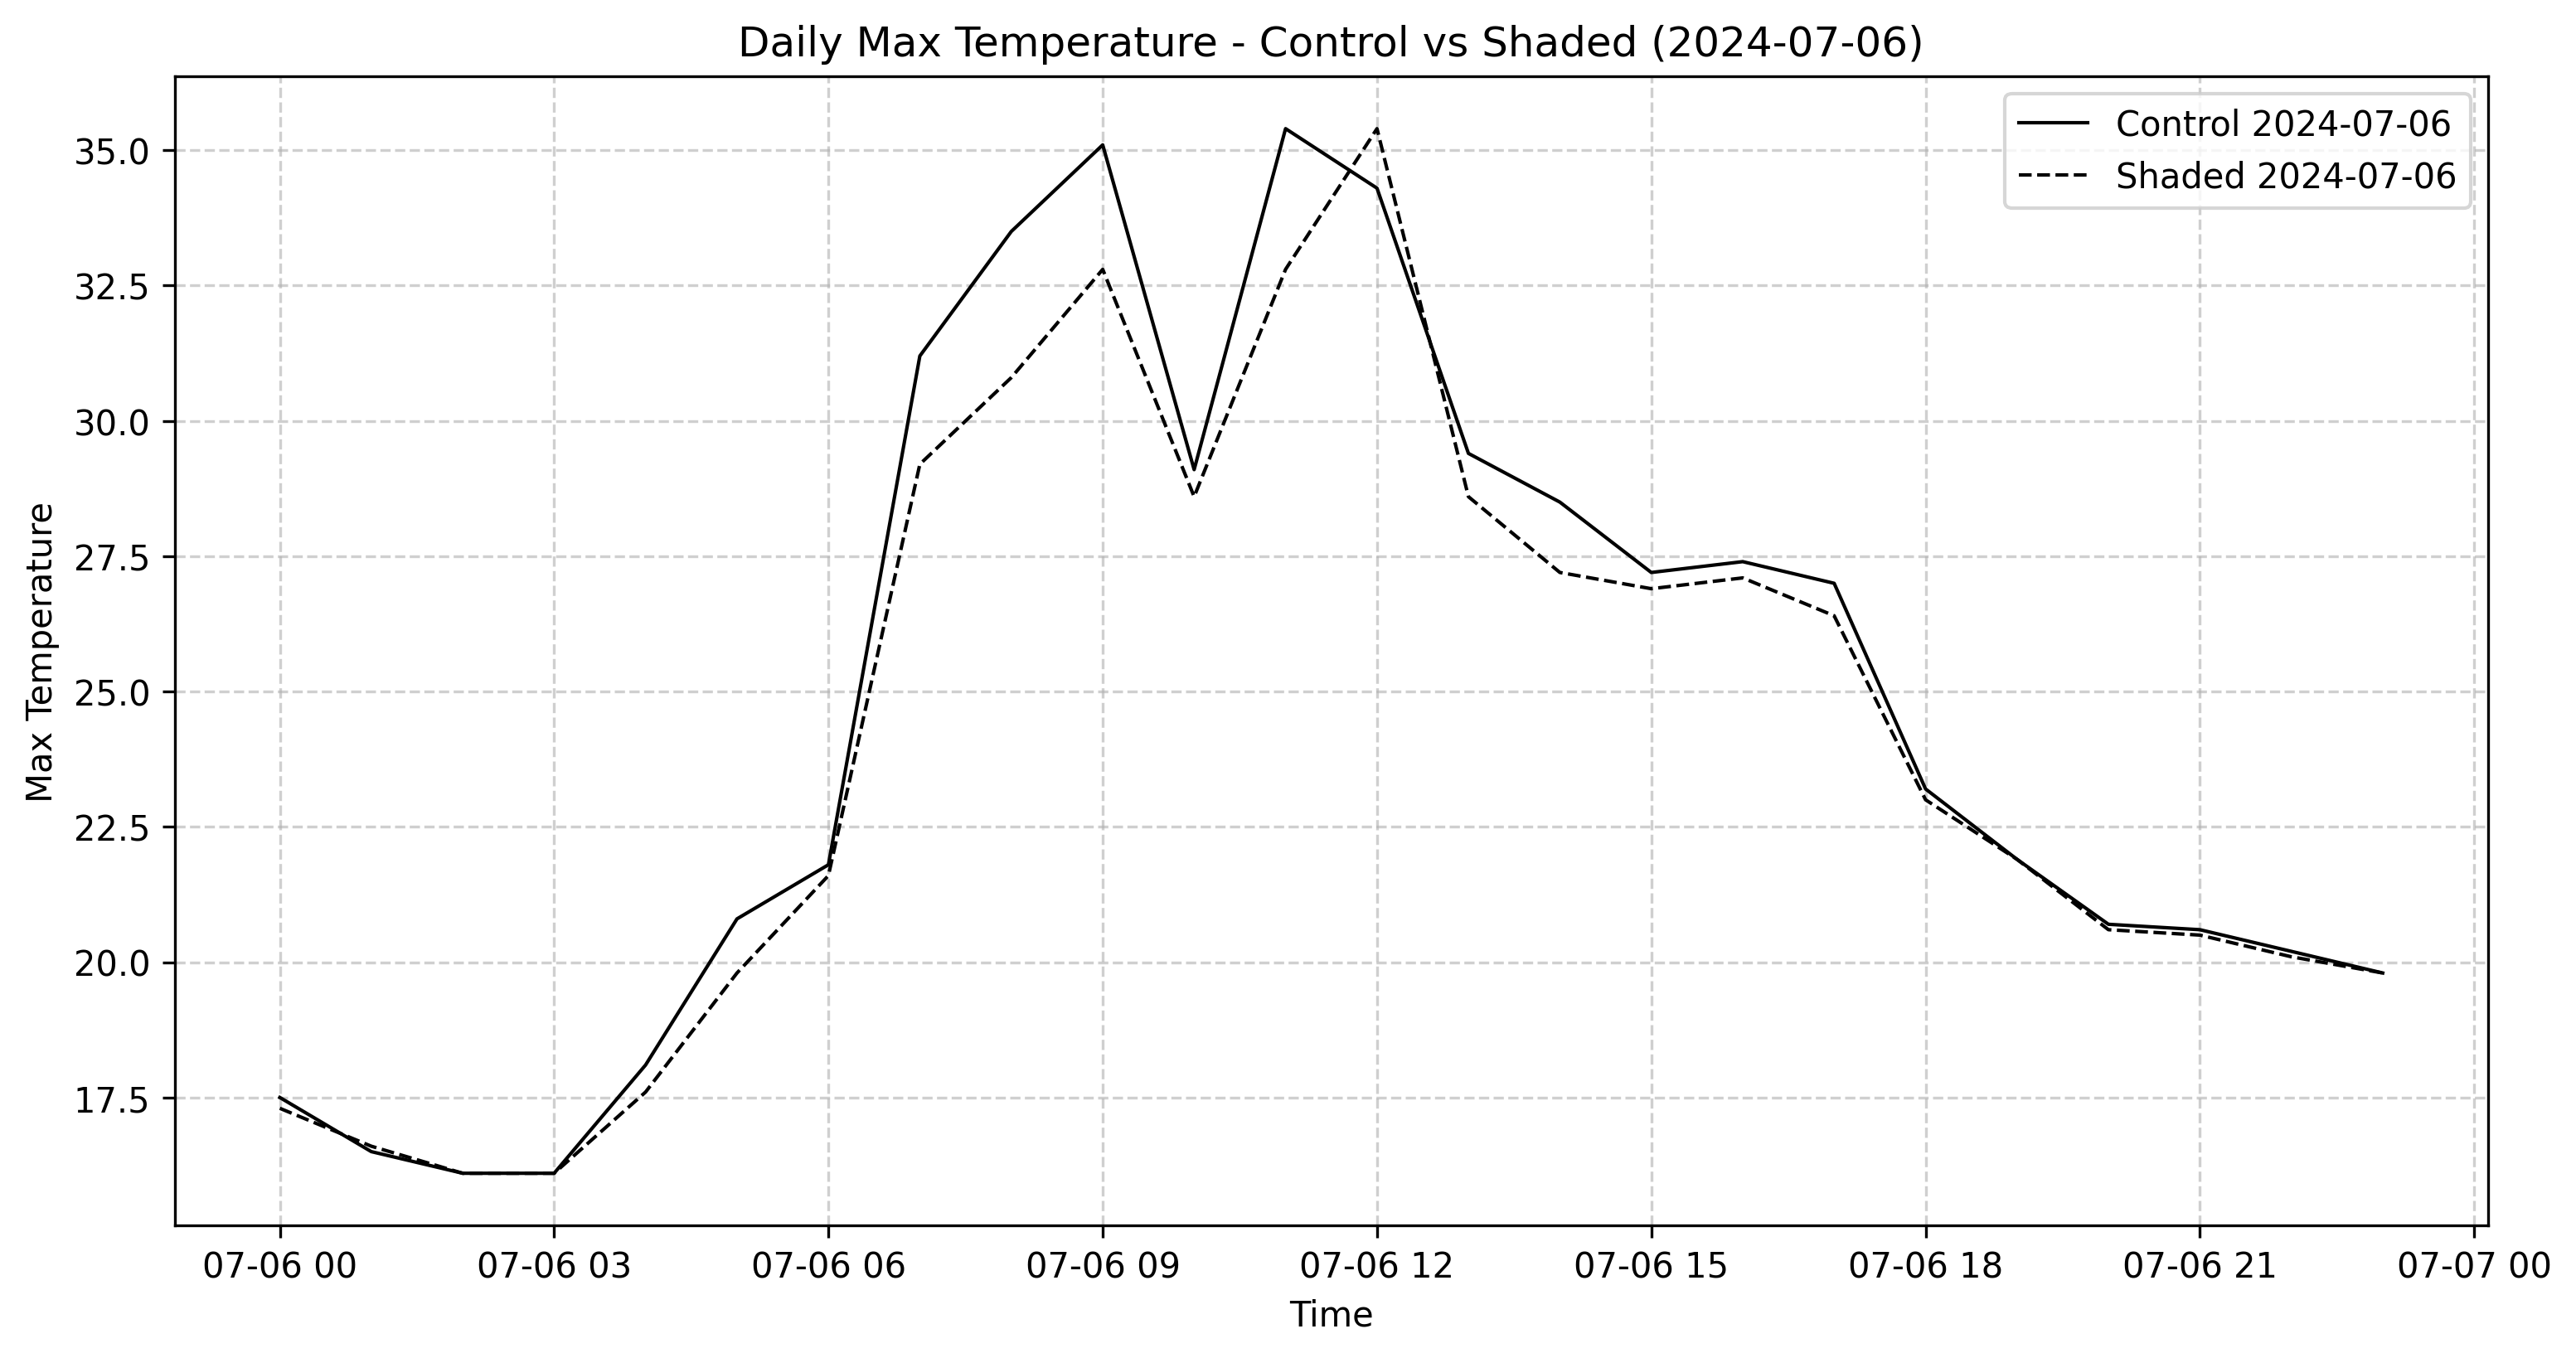 Daily Max Temperature - Control vs Shaded (2024-07-06)
Control 2024-07-06
Shaded 2024-07-06
35.0
32.5
30.0
27.5
25.0
22.5
20.0
17.5
Max Temperature
07-06 00 07-06 03 07-06 06 07-06 09 07-06 12 07-06 15 07-06 18 07-06 21 07-07 00
Time